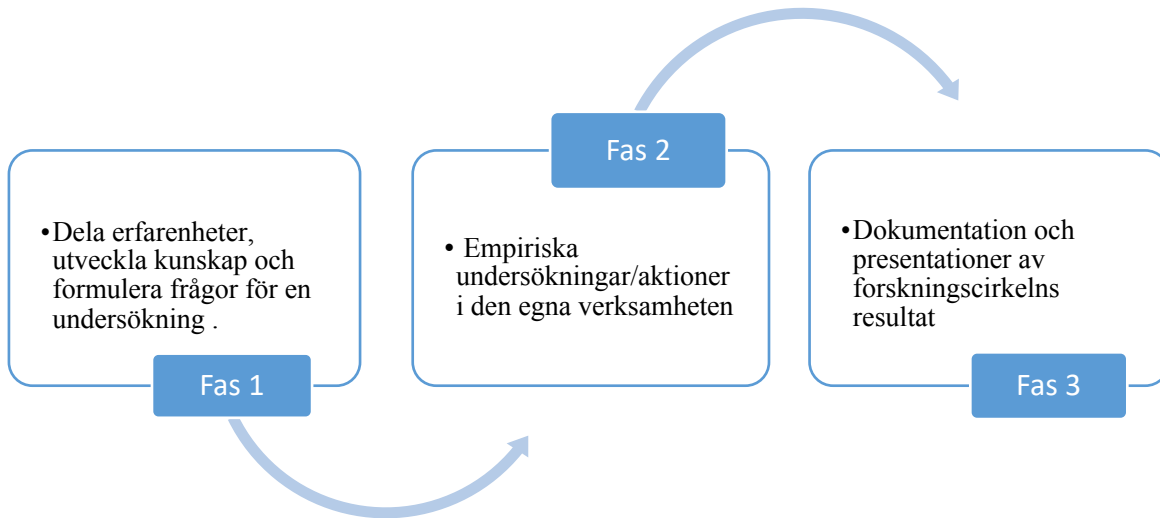 •Dela erfarenheter,
utveckla kunskap och
formulera frågor för en
undersökning .
Fas 1
Fas 2
• Empiriska
undersökningar/aktioner
i den egna verksamheten
•Dokumentation och
presentationer av
forskningscirkelns
resultat
Fas 3